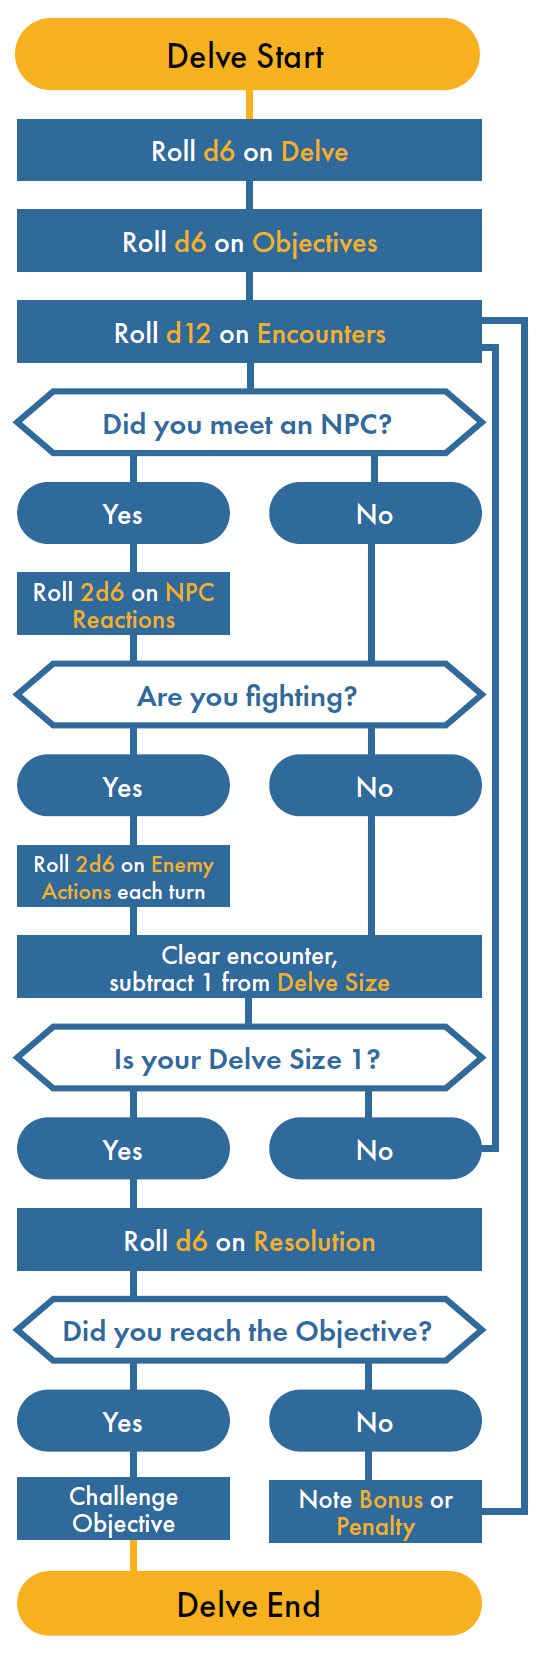 Delve Start
Roll d6 on Delve
Roll d6 on Objectives
Roll d12 on Encounters
Did you meet an NPC?
Yes
No
Roll 2d6 on NPC
Reactions
Are you fighting?
Yes
No
Roll 2d6 on Enemy
Actions each turn
Clear encounter,
subtract 1 from Delve Size
Is your Delve Size 1?
Yes
No
Roll d6 on Resolution
Did you reach the Objective?
Yes
No
Challenge
Objective
Note Bonus or
Penalty
Delve End